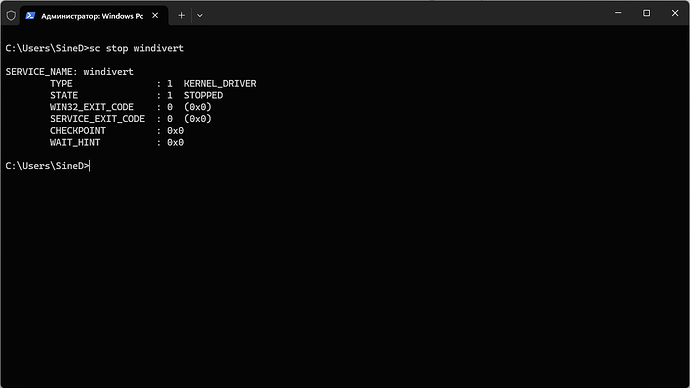 Администратор: Windows Pc
C:\Users\SineD>sc stop windivert
SERVICE_NAME: windivert
TYPE : 1 KERNEL_DRIVER
STATE : 1 STOPPED
WIN32_EXIT_CODE : 0 (0x0)
SERVICE_EXIT_CODE : 0 (0x0)
CHECKPOINT : 0x0
WAIT_HINT : 0x0
C:\Users\SineD>